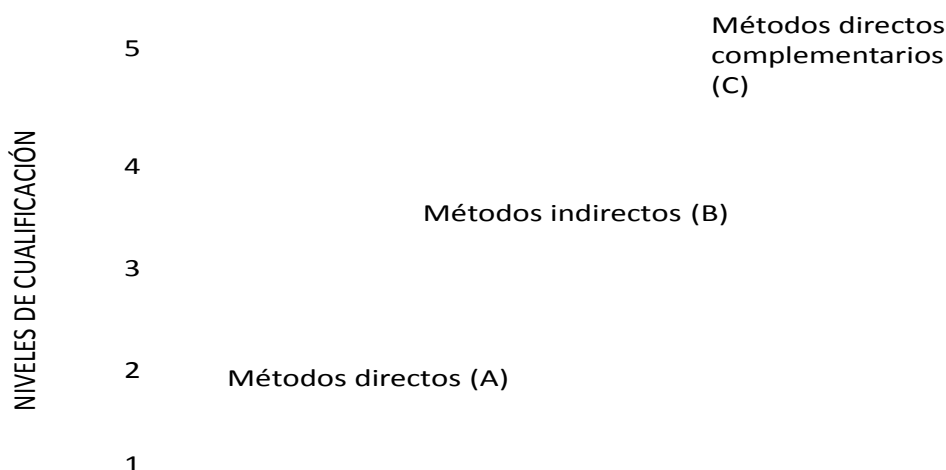 Métodos directos
complementarios
(C)
5
NIVELES DE CUALIFICACIÓN
4
Métodos indirectos (B)
3
2
Métodos directos (A)
1